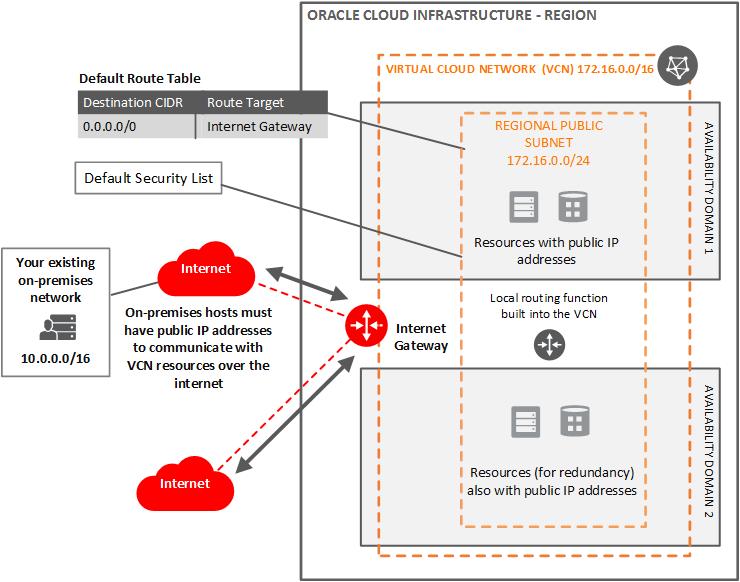 ORACLE CLOUD INFRASTRUCTURE - REGION
VIRTUAL CLOUD NETWORK (VCN) 172.16.0.0/16
Default Route Table
Destination CIDR Route Target
0.0.0.0/0 Internet Gateway
Default Security List
REGIONAL PUBLIC
SUBNET
172.16.0.0/24
Resources with public IP
addresses
AVAILABILITY DOMAIN 1
Your existing
on-premises
network
10.0.0.0/16
Internet
On-premises hosts must
have public IP addresses
to communicate with
VCN resources over the
internet
Internet
Gateway
Local routing function
built into the VCN
Internet
Resources (for redundancy)
also with public IP addresses
AVAILABILITY DOMAIN 2